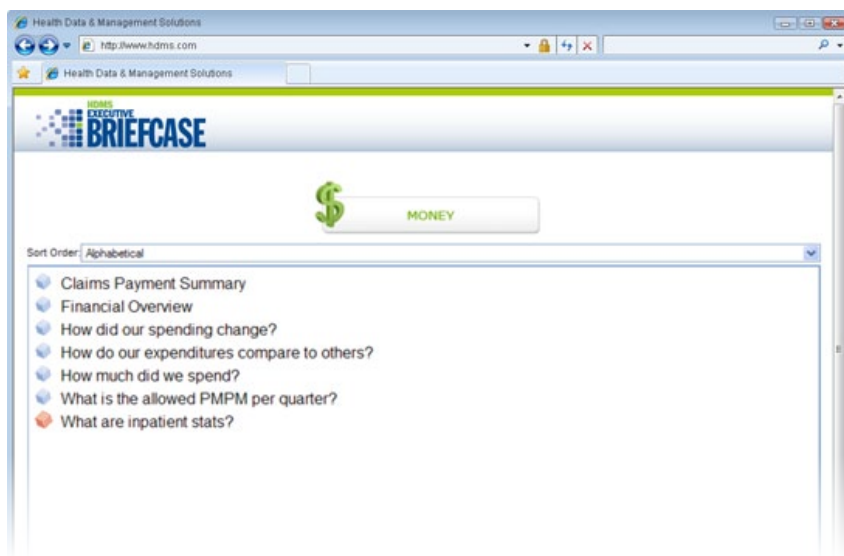 Health Data & Management Solutions
http://www.hdms.com
Health Data & Management Solutions
HDMS
EXECUTIVE
BRIEFCASE
$
MONEY
Sort Order: Alphabetical
Claims Payment Summary
Financial Overview
How did our spending change?
How do our expenditures compare to others?
How much did we spend?
What is the allowed PMPM per quarter?
What are inpatient stats?